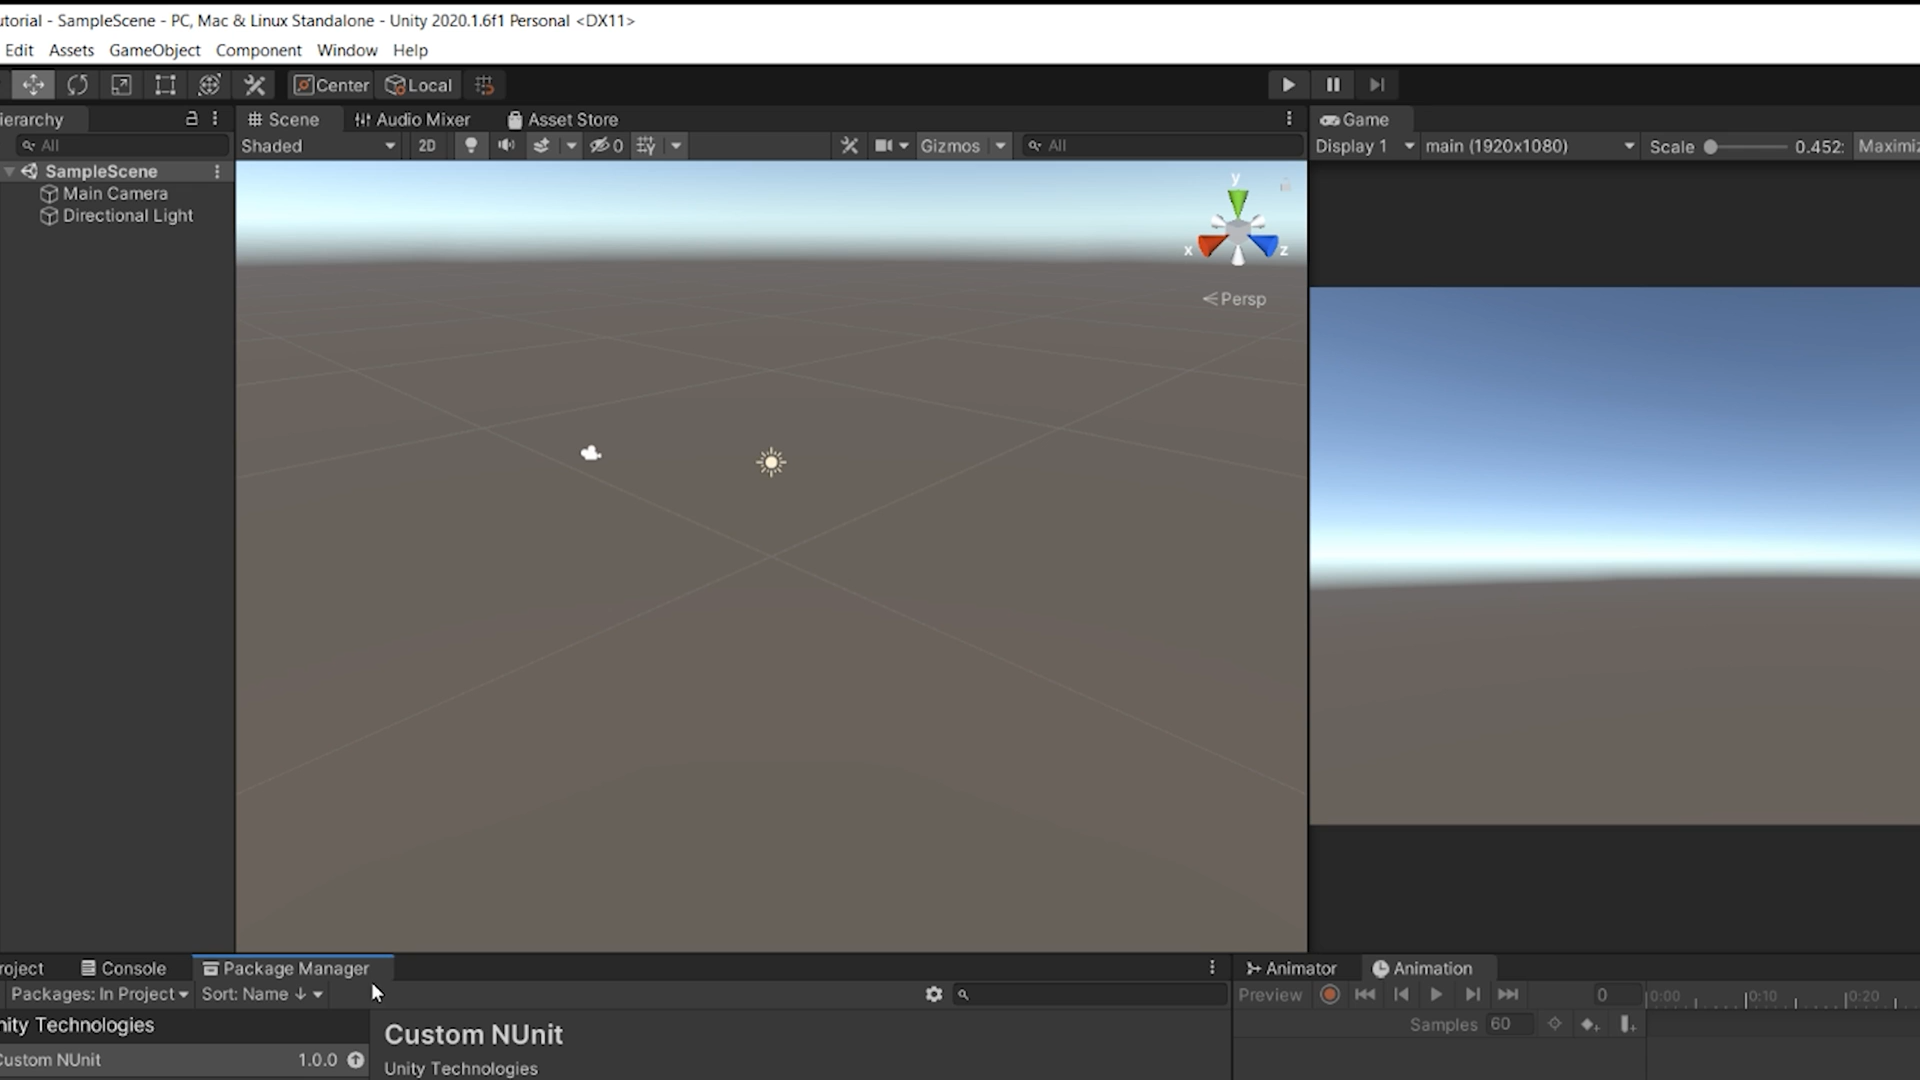 utorial - SampleScene - PC, Mac & Linux Standalone - Unity 2020.1.6f1 Personal <DX11>
Edit Assets GameObject Component Window Help
Center Local
ierarchy Scene Audio Mixer Asset Store Game
All Shaded 2D 0 Gizmos All Display 1 main (1920x1080) Scale 0.452: Maximiz
SampleScene
Main Camera
Directional Light
y
x z
Persp
roject Console Package Manager Animator Animation
Packages: In Project Sort: Name ↓ Preview 0 0:00 0:10 0:20
nity Technologies Samples 60
Custom NUnit
Custom NUnit 1.0.0
Unity Technologies